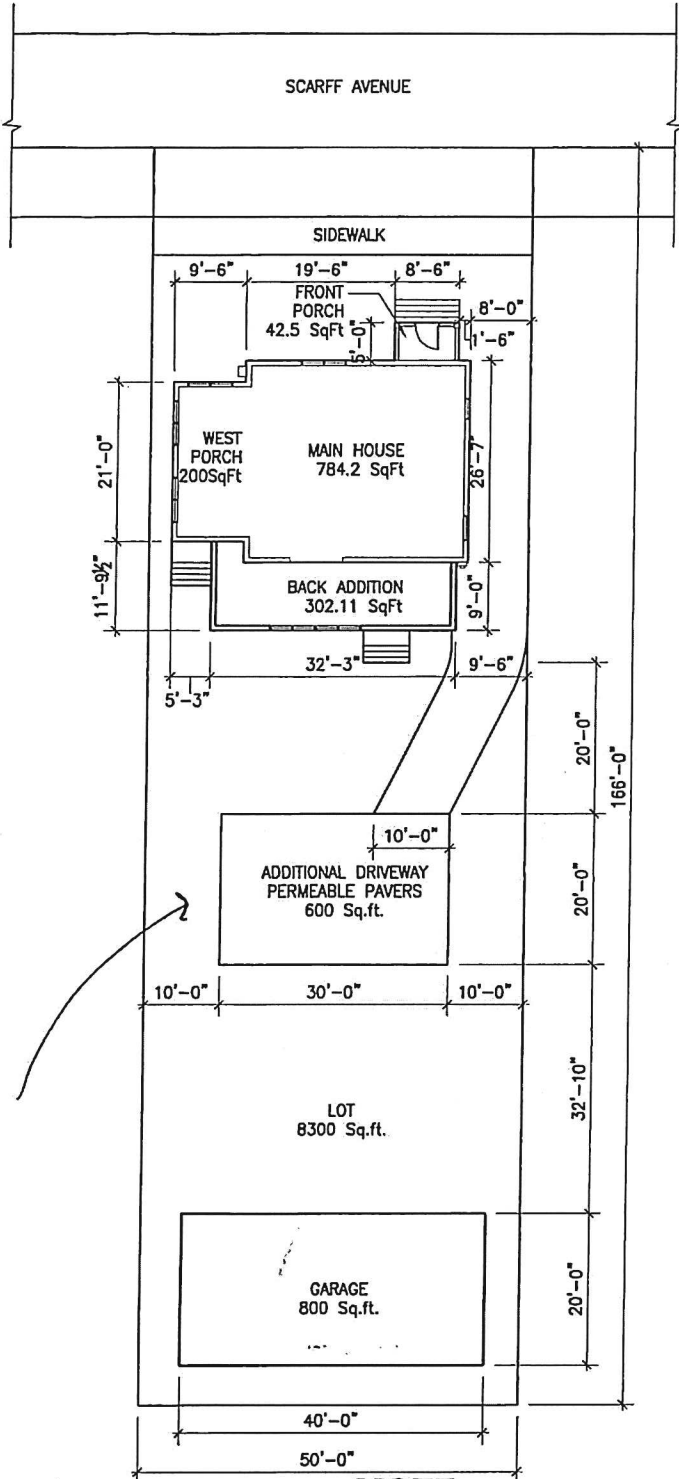 SCARFF AVENUE
SIDEWALK
9'-6" 19'-6" 8'-6"
FRONT
PORCH
42.5 SqFt
5'-0"
8'-0"
1'-6"
21'-0"
WEST
PORCH
200SqFt
MAIN HOUSE
784.2 SqFt
26'-7"
11'-9½"
BACK ADDITION
302.11 SqFt
9'-0"
32'-3" 9'-6"
5'-3"
20'-0"
166'-0"
10'-0"
ADDITIONAL DRIVEWAY
PERMEABLE PAVERS
600 Sq.ft.
20'-0"
10'-0" 30'-0" 10'-0"
32'-10"
LOT
8300 Sq.ft.
GARAGE
800 Sq.ft.
20'-0"
40'-0"
50'-0"